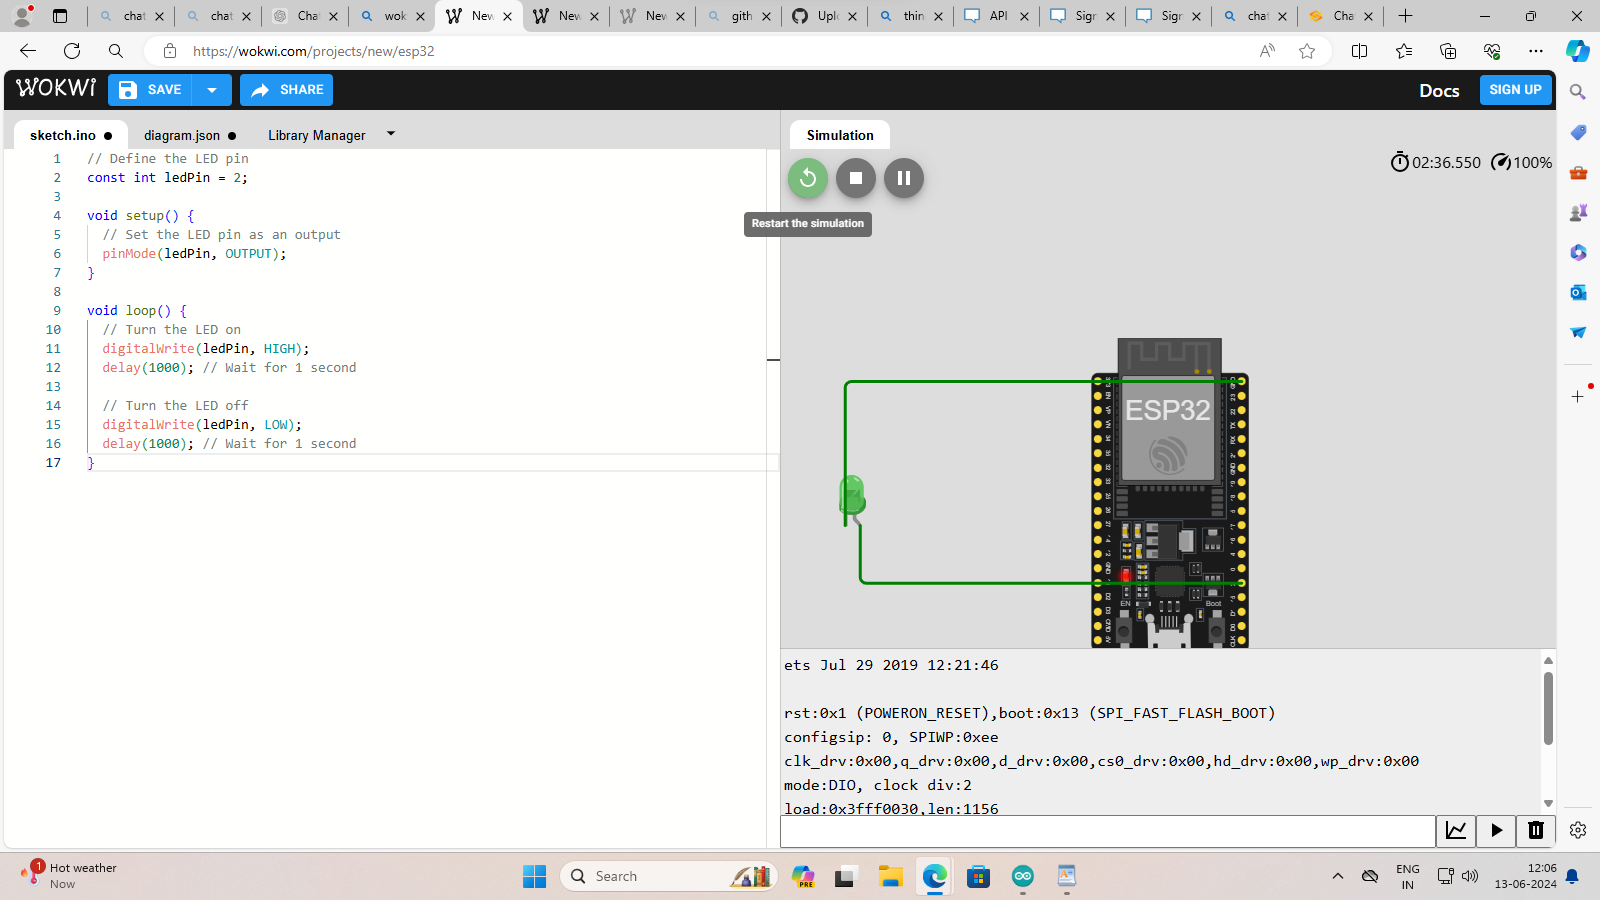 chat
chat
Chat
wok
New
New
New
gith
Uplo
thin
API
Sign
Sign
chat
Cha
https://wokwi.com/projects/new/esp32
WOKWI
SAVE
SHARE
Docs
SIGN UP
sketch.ino
diagram.json
Library Manager
Simulation
1 // Define the LED pin
2 const int ledPin = 2;
3
4 void setup() {
5 // Set the LED pin as an output
6 pinMode(ledPin, OUTPUT);
7 }
8
9 void loop() {
10 // Turn the LED on
11 digitalWrite(ledPin, HIGH);
12 delay(1000); // Wait for 1 second
13
14 // Turn the LED off
15 digitalWrite(ledPin, LOW);
16 delay(1000); // Wait for 1 second
17 }
02:36.550
100%
Restart the simulation
ESP32
EN
Boot
ets Jul 29 2019 12:21:46
rst:0x1 (POWERON_RESET),boot:0x13 (SPI_FAST_FLASH_BOOT)
configsip: 0, SPIWP:0xee
clk_drv:0x00,q_drv:0x00,d_drv:0x00,cs0_drv:0x00,hd_drv:0x00,wp_drv:0x00
mode:DIO, clock div:2
load:0x3fff0030,len:1156
1
Hot weather
Now
Search
PRE
ENG
IN
12:06
13-06-2024